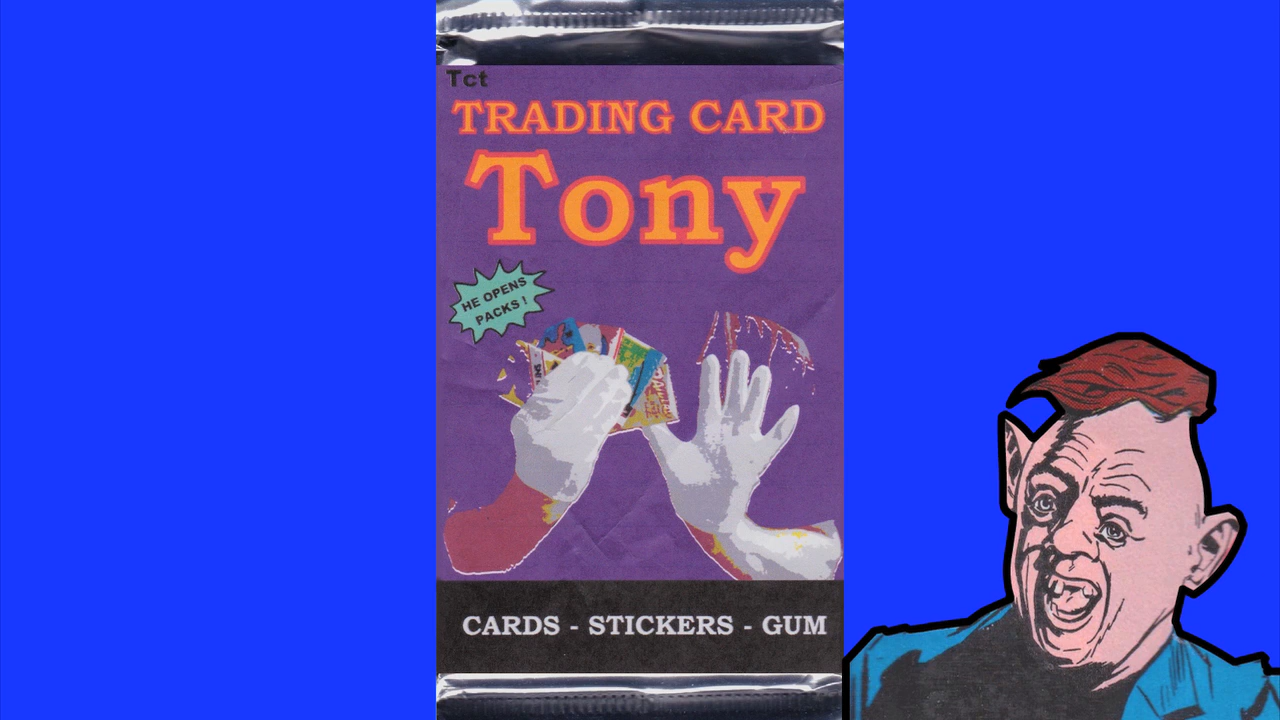 Tct
TRADING CARD
Tony
HE OPENS
PACKS!
CARDS - STICKERS - GUM